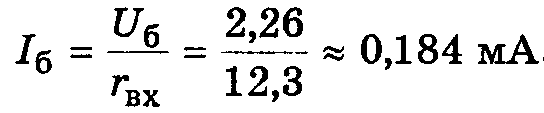 I_б = U_б / r_вх = 2,26 / 12,3 ≈ 0,184 мА.